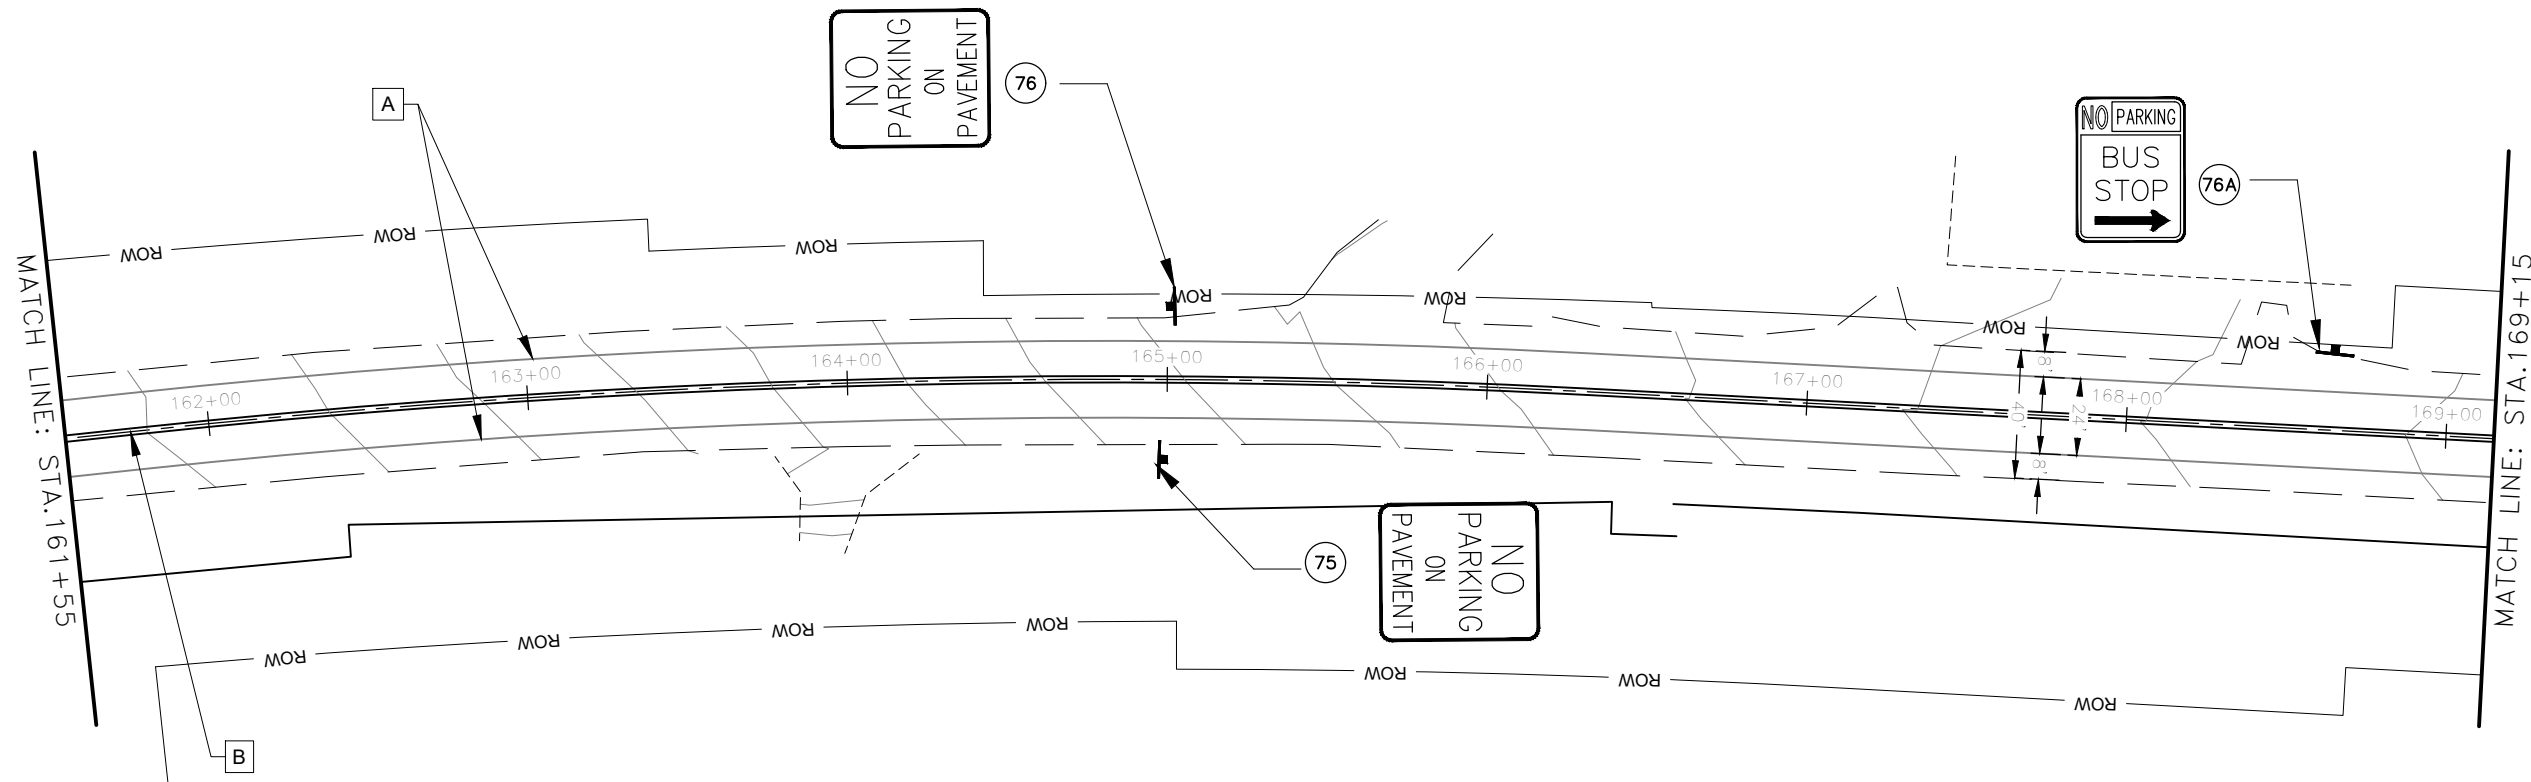 NO
PARKING
ON
PAVEMENT
76
A
NO PARKING
BUS
STOP
76A
ROW
ROW
ROW
ROW
ROW
ROW
ROW
MATCH LINE: STA.161+55
162+00
163+00
164+00
165+00
166+00
167+00
168+00
169+00
8'
40'
24'
8'
MATCH LINE: STA.169+15
75
NO
PARKING
ON
PAVEMENT
ROW
ROW
ROW
ROW
ROW
ROW
ROW
B